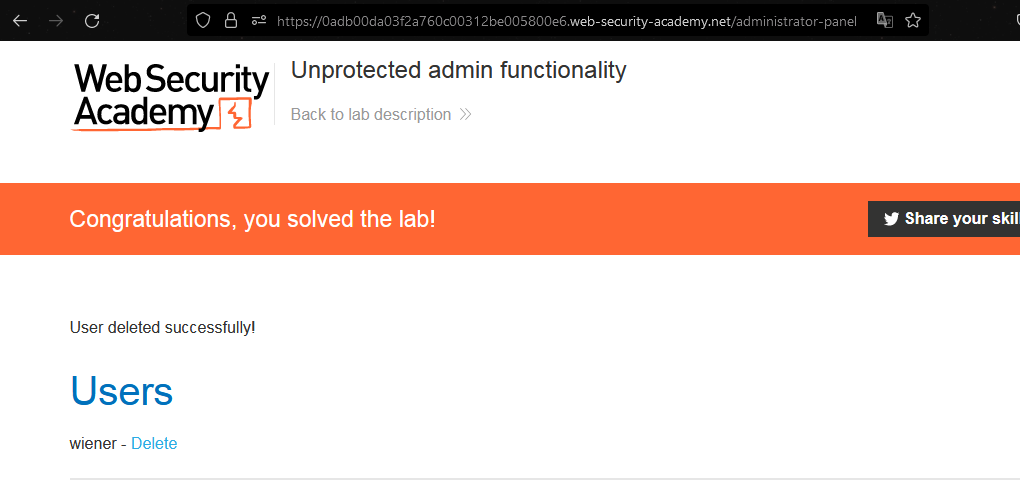 https://0adb00da03f2a760c00312be005800e6.web-security-academy.net/administrator-panel
Web Security
Academy
Unprotected admin functionality
Back to lab description
Congratulations, you solved the lab!
Share your skil
User deleted successfully!
Users
wiener - Delete